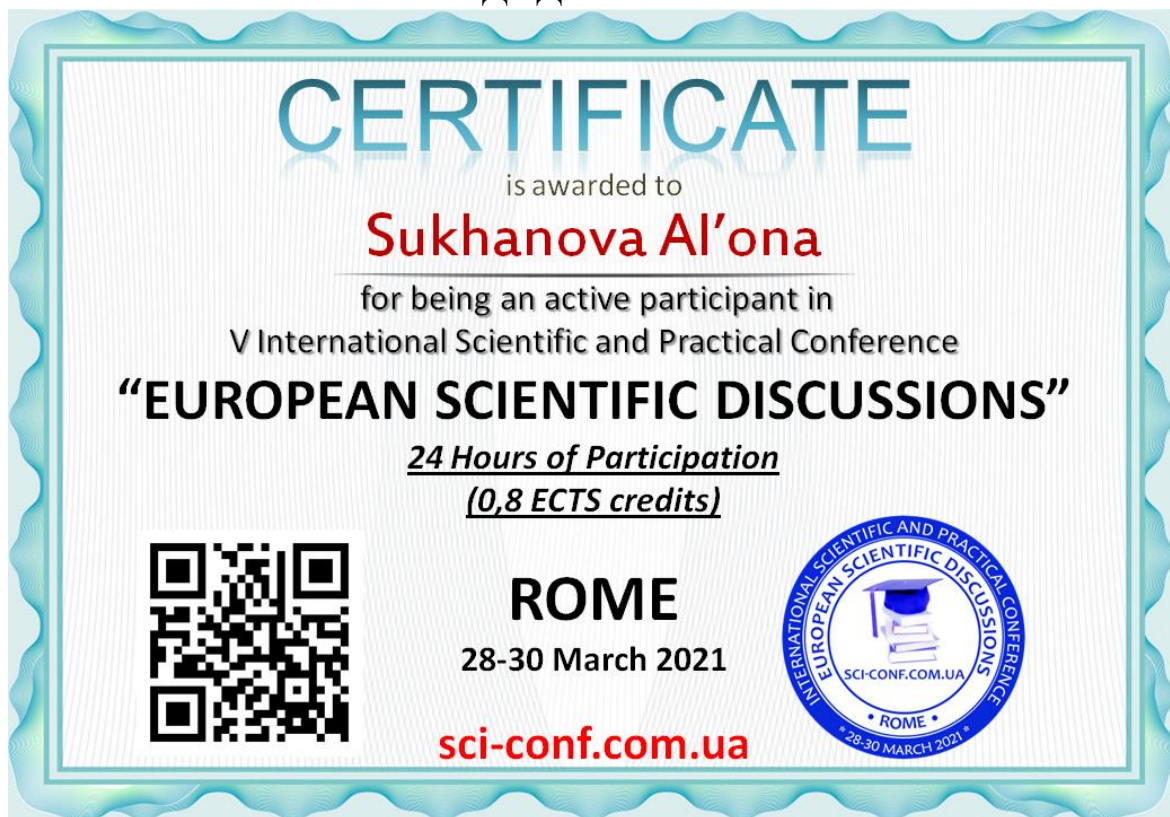 CERTIFICATE
is awarded to
Sukhanova Al’ona
for being an active participant in
V International Scientific and Practical Conference
“EUROPEAN SCIENTIFIC DISCUSSIONS”
24 Hours of Participation
(0,8 ECTS credits)
ROME
28-30 March 2021
sci-conf.com.ua
INTERNATIONAL SCIENTIFIC AND PRACTICAL CONFERENCE
EUROPEAN SCIENTIFIC DISCUSSIONS
SCI-CONF.COM.UA
• ROME •
* 28-30 MARCH 2021 *